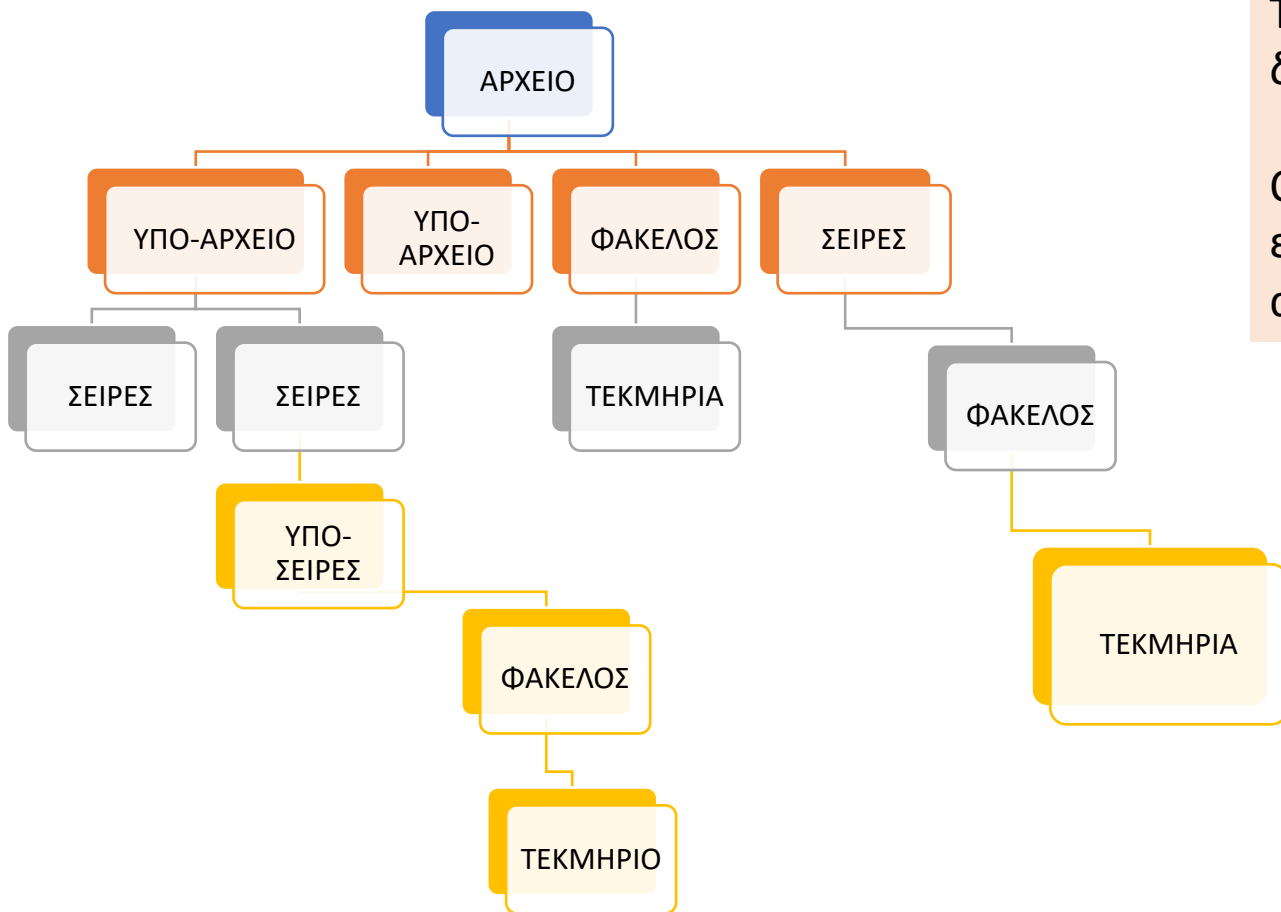 ΑΡΧΕΙΟ
ΥΠΟ-ΑΡΧΕΙΟ
ΥΠΟ-
ΑΡΧΕΙΟ
ΦΑΚΕΛΟΣ
ΣΕΙΡΕΣ
ΣΕΙΡΕΣ
ΣΕΙΡΕΣ
ΤΕΚΜΗΡΙΑ
ΦΑΚΕΛΟΣ
ΥΠΟ-
ΣΕΙΡΕΣ
ΦΑΚΕΛΟΣ
ΤΕΚΜΗΡΙΑ
ΤΕΚΜΗΡΙΟ